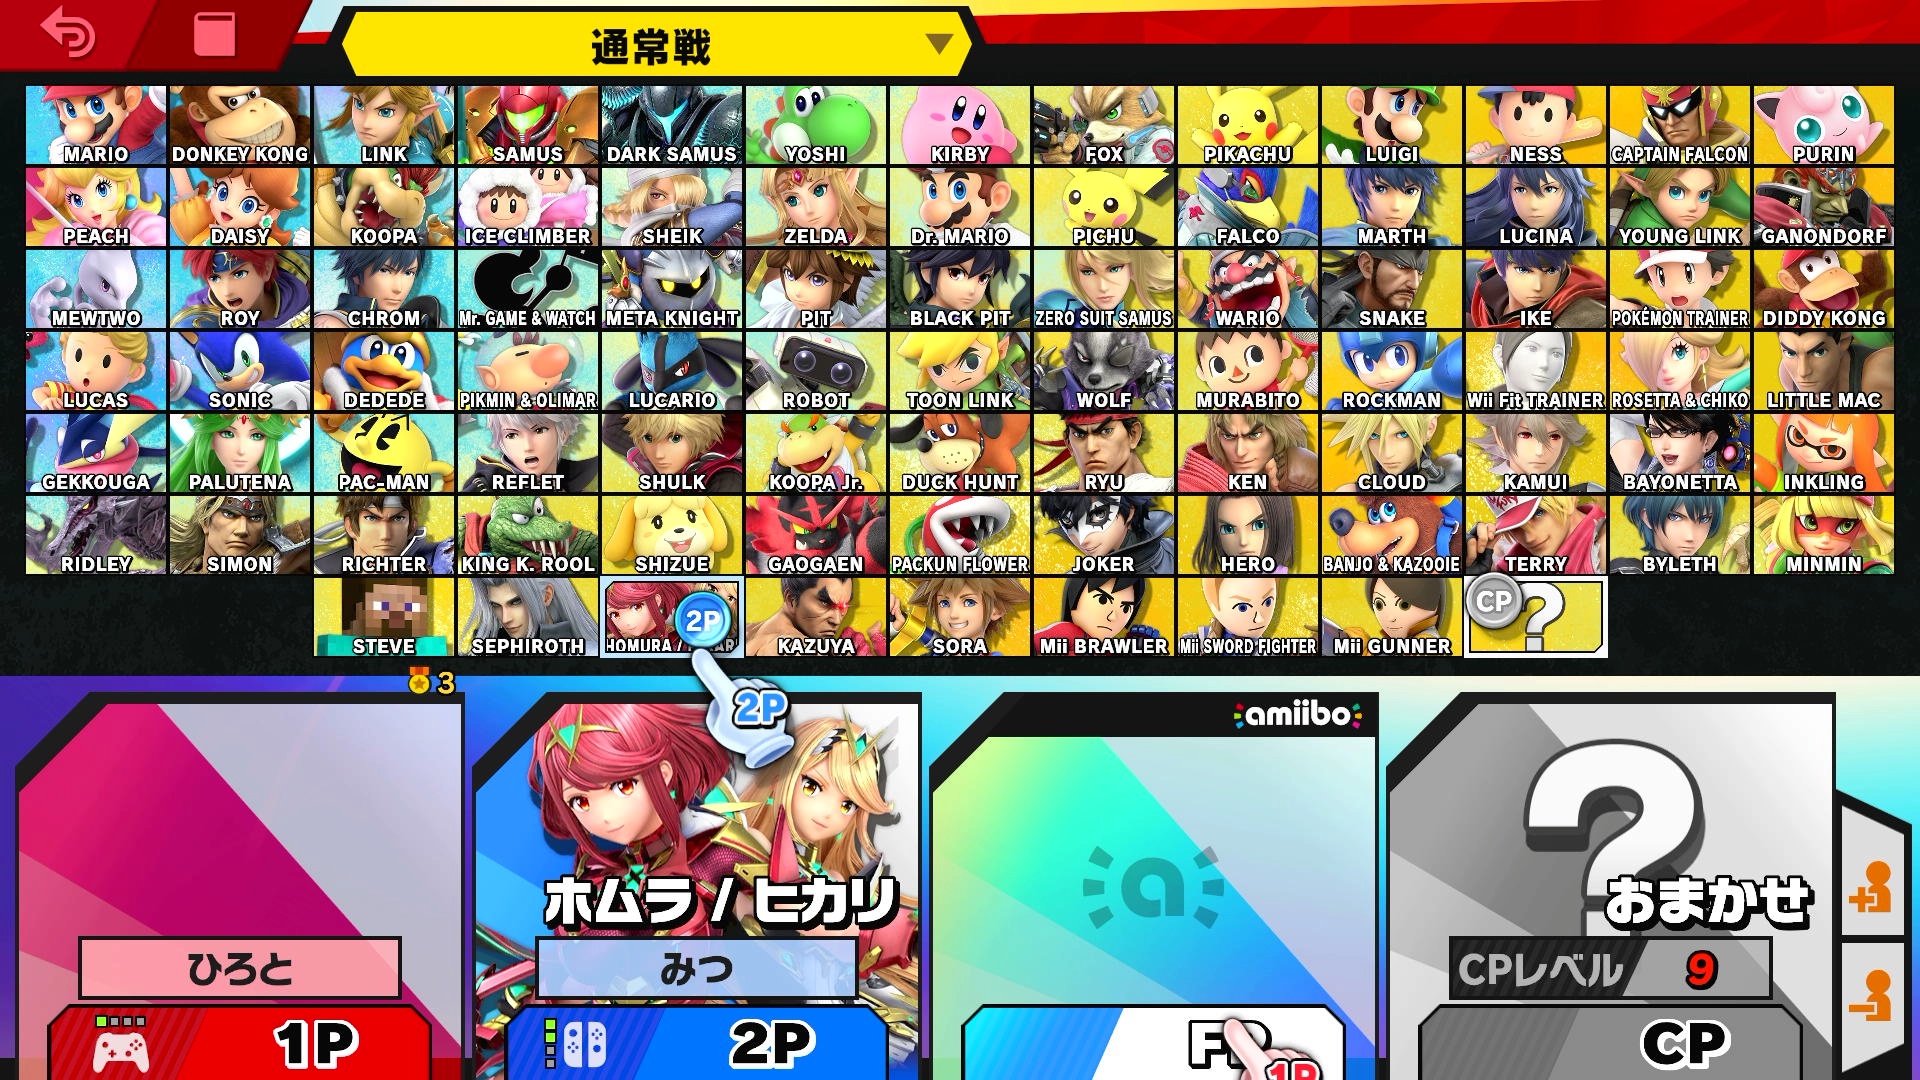 通常戦
MARIO
DONKEY KONG
LINK
SAMUS
DARK SAMUS
YOSHI
KIRBY
FOX
PIKACHU
LUIGI
NESS
CAPTAIN FALCON
PURIN
PEACH
DAISY
KOOPA
ICE CLIMBER
SHEIK
ZELDA
Dr. MARIO
PICHU
FALCO
MARTH
LUCINA
YOUNG LINK
GANONDORF
MEWTWO
ROY
CHROM
Mr. GAME & WATCH
META KNIGHT
PIT
BLACK PIT
ZERO SUIT SAMUS
WARIO
SNAKE
IKE
POKÉMON TRAINER
DIDDY KONG
LUCAS
SONIC
DEDEDE
PIKMIN & OLIMAR
LUCARIO
ROBOT
TOON LINK
WOLF
MURABITO
ROCKMAN
Wii Fit TRAINER
ROSETTA & CHIKO
LITTLE MAC
GEKKOUGA
PALUTENA
PAC-MAN
REFLET
SHULK
KOOPA Jr.
DUCK HUNT
RYU
KEN
CLOUD
KAMUI
BAYONETTA
INKLING
RIDLEY
SIMON
RICHTER
KING K. ROOL
SHIZUE
GAOGAEN
PACKUN FLOWER
JOKER
HERO
BANJO & KAZOOIE
TERRY
BYLETH
MINMIN
STEVE
SEPHIROTH
HOMURA /
2P
KAZUYA
SORA
Mii BRAWLER
Mii SWORD FIGHTER
Mii GUNNER
CP
?
3
2P
amiibo
?
a
ホムラ / ヒカリ
おまかせ
ひろと
みつ
CPレベル 9
1P
2P
FP
1P
CP